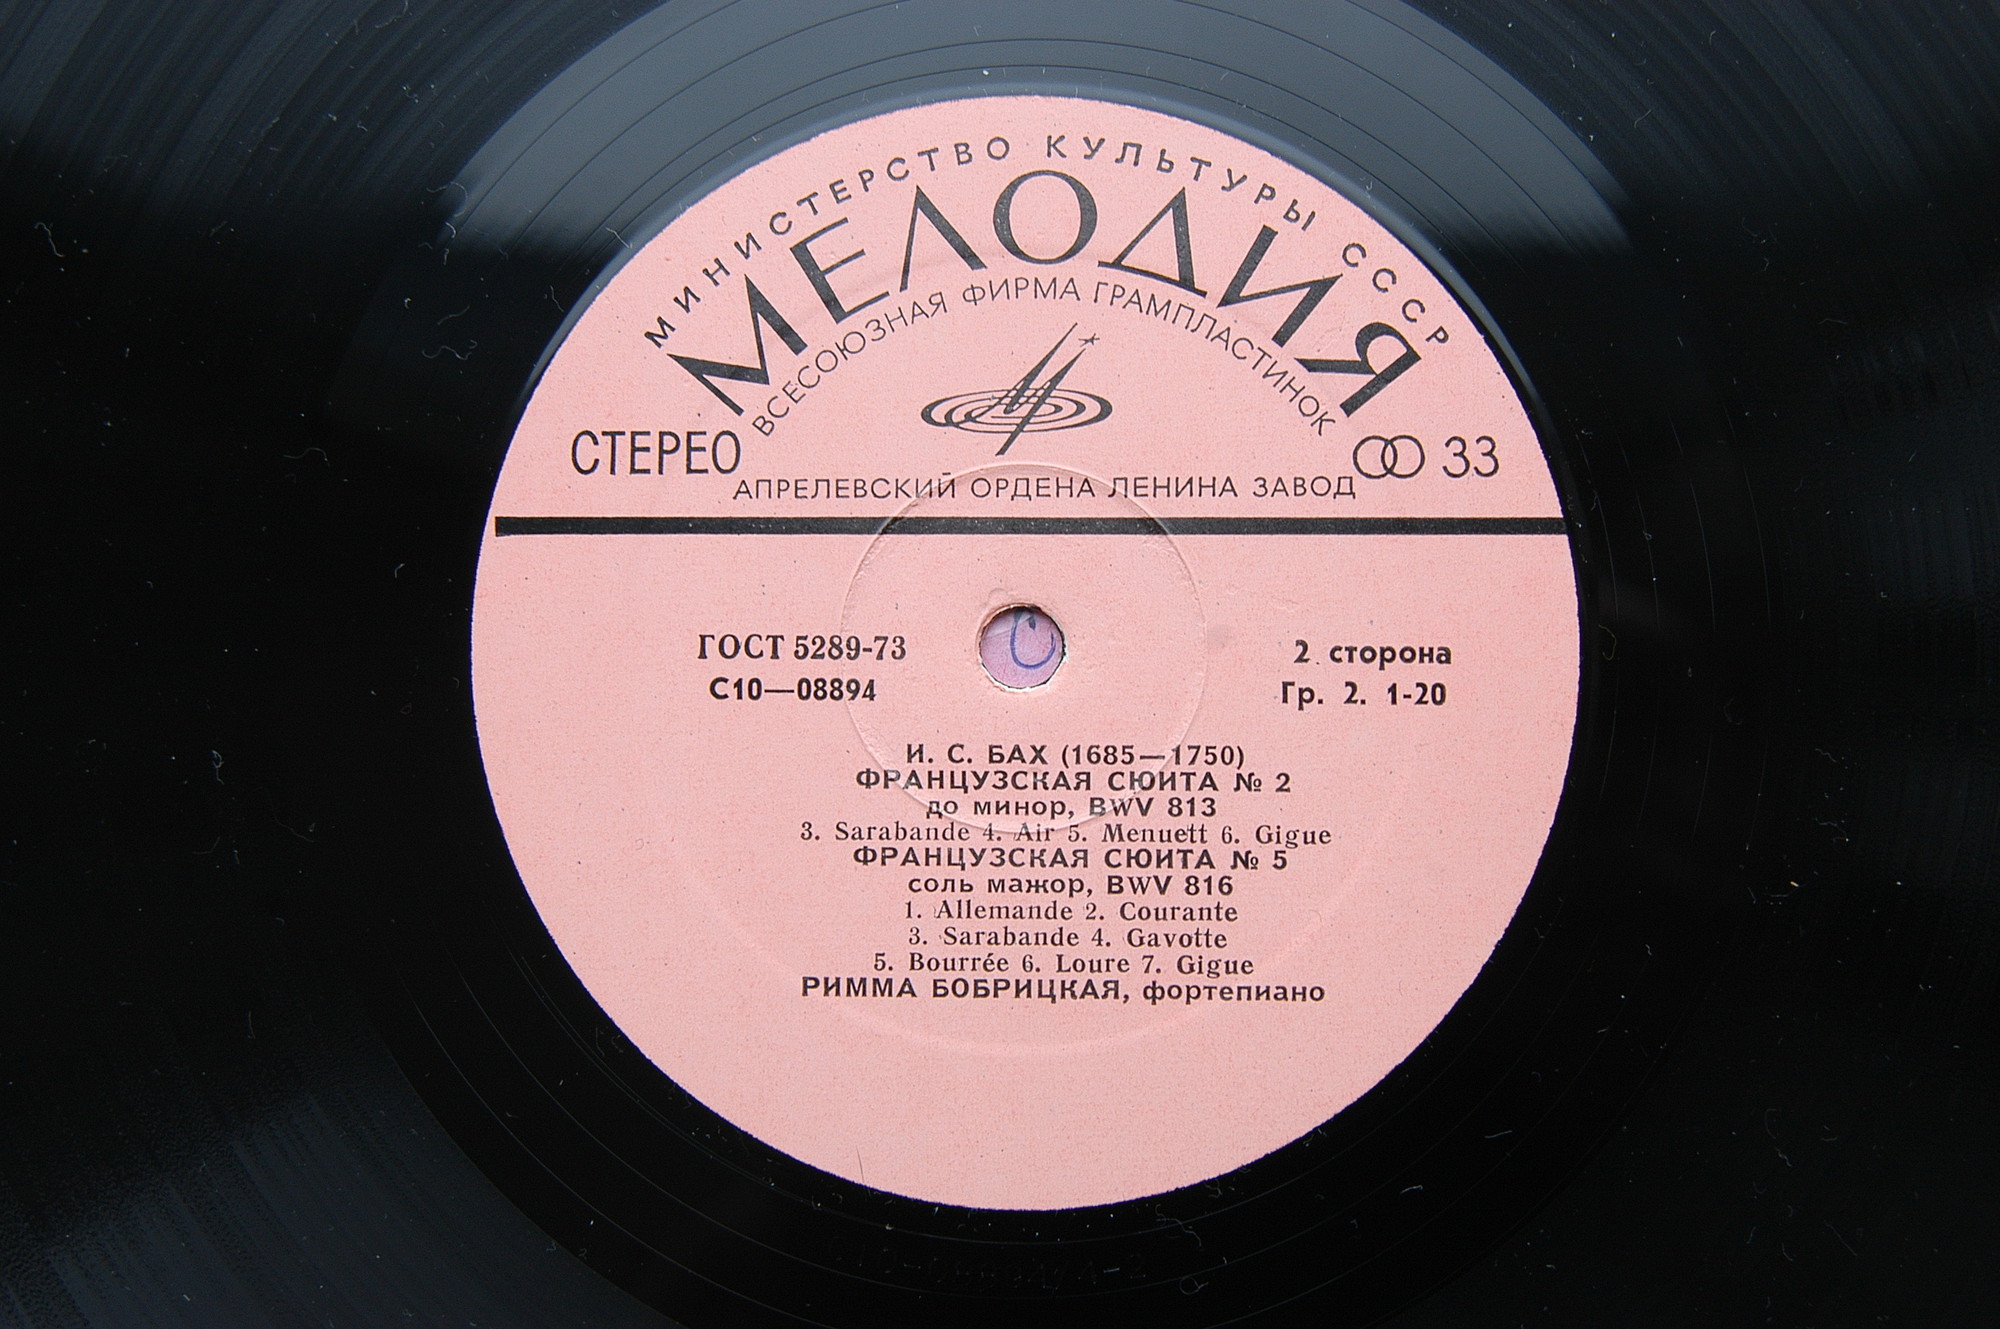 МИНИСТЕРСТВО КУЛЬТУРЫ СССР
МЕЛОДИЯ
ВСЕСОЮЗНАЯ ФИРМА ГРАМПЛАСТИНОК
СТЕРЕО
33
АПРЕЛЕВСКИЙ ОРДЕНА ЛЕНИНА ЗАВОД
ГОСТ 5289-73
2 сторона
С10—08894
Гр. 2. 1-20
И. С. БАХ (1685—1750)
ФРАНЦУЗСКАЯ СЮИТА № 2
до минор, BWV 813
3. Sarabande 4. Air 5. Menuett 6. Gigue
ФРАНЦУЗСКАЯ СЮИТА № 5
соль мажор, BWV 816
1. Allemande 2. Courante
3. Sarabande 4. Gavotte
5. Bourrée 6. Loure 7. Gigue
РИММА БОБРИЦКАЯ, фортепиано